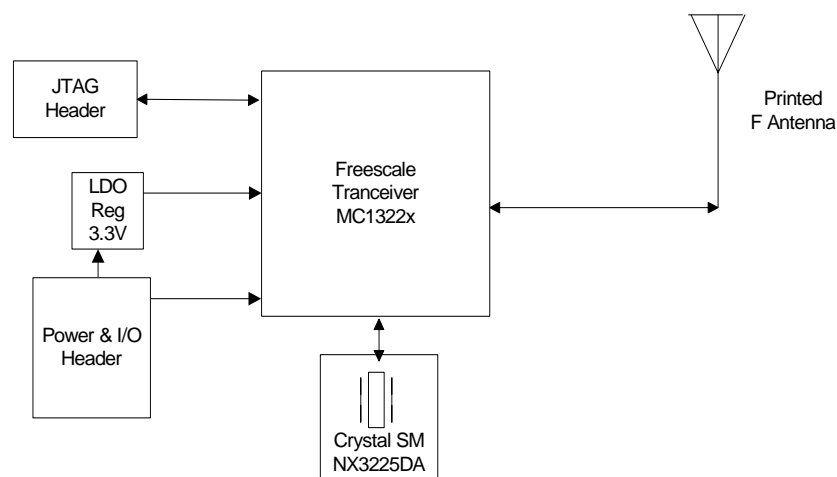 JTAG
Header
Printed
F Antenna
Freescale
Tranceiver
MC1322x
LDO
Reg
3.3V
Power & I/O
Header
Crystal SM
NX3225DA